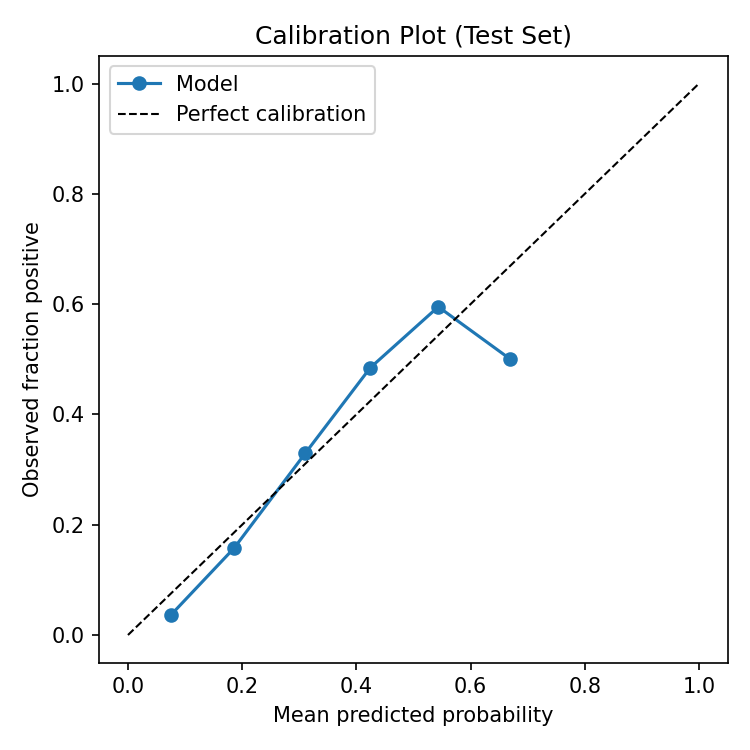 Calibration Plot (Test Set)
Model
Perfect calibration
1.0
0.8
0.6
0.4
0.2
0.0
Observed fraction positive
0.0 0.2 0.4 0.6 0.8 1.0
Mean predicted probability